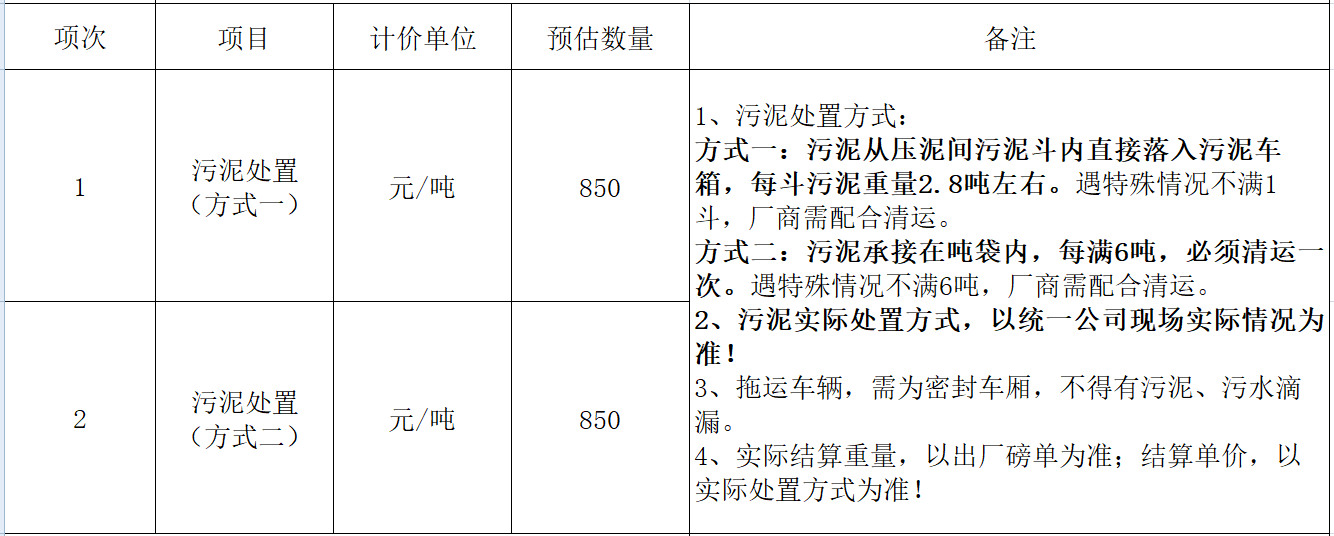 项次 项目 计价单位 预估数量 备注
1 污泥处置 元/吨 850
（方式一）
2 污泥处置 元/吨 850
（方式二）
1、污泥处置方式：
方式一：污泥从压泥间污泥斗内直接落入污泥车
箱，每斗污泥重量2.8吨左右。遇特殊情况不满1
斗，厂商需配合清运。
方式二：污泥承接在吨袋内，每满6吨，必须清运一
次。遇特殊情况不满6吨，厂商需配合清运。
2、污泥实际处置方式，以统一公司现场实际情况为
准！
3、拖运车辆，需为密封车厢，不得有污泥、污水滴
漏。
4、实际结算重量，以出厂磅单为准；结算单价，以
实际处置方式为准！